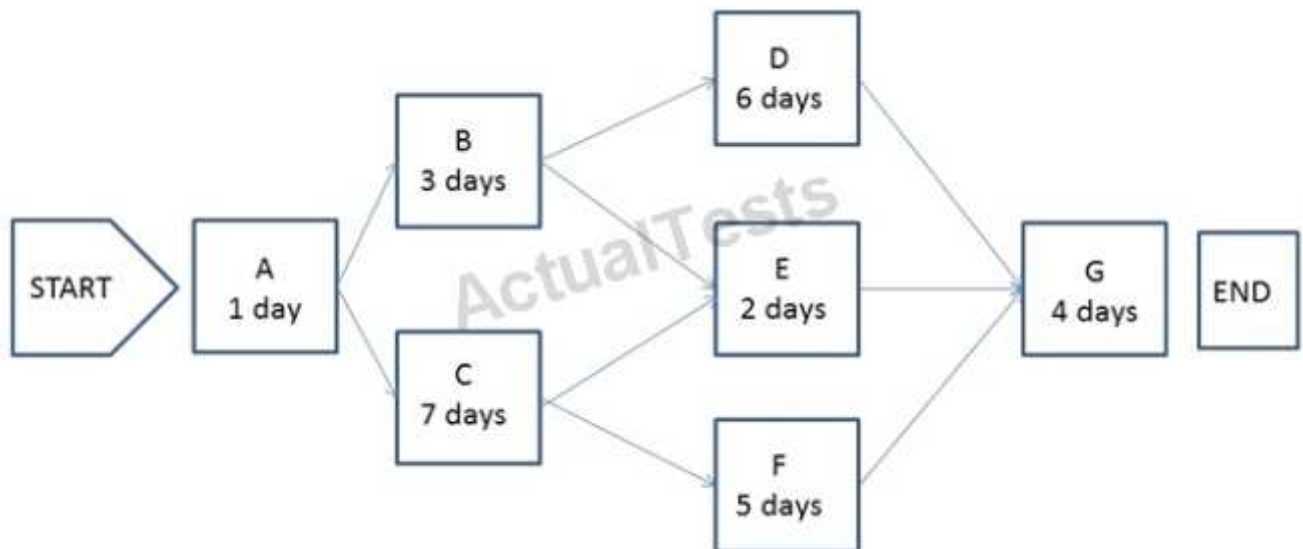 START
A
1 day
B
3 days
C
7 days
D
6 days
E
2 days
F
5 days
G
4 days
END
ActualTests